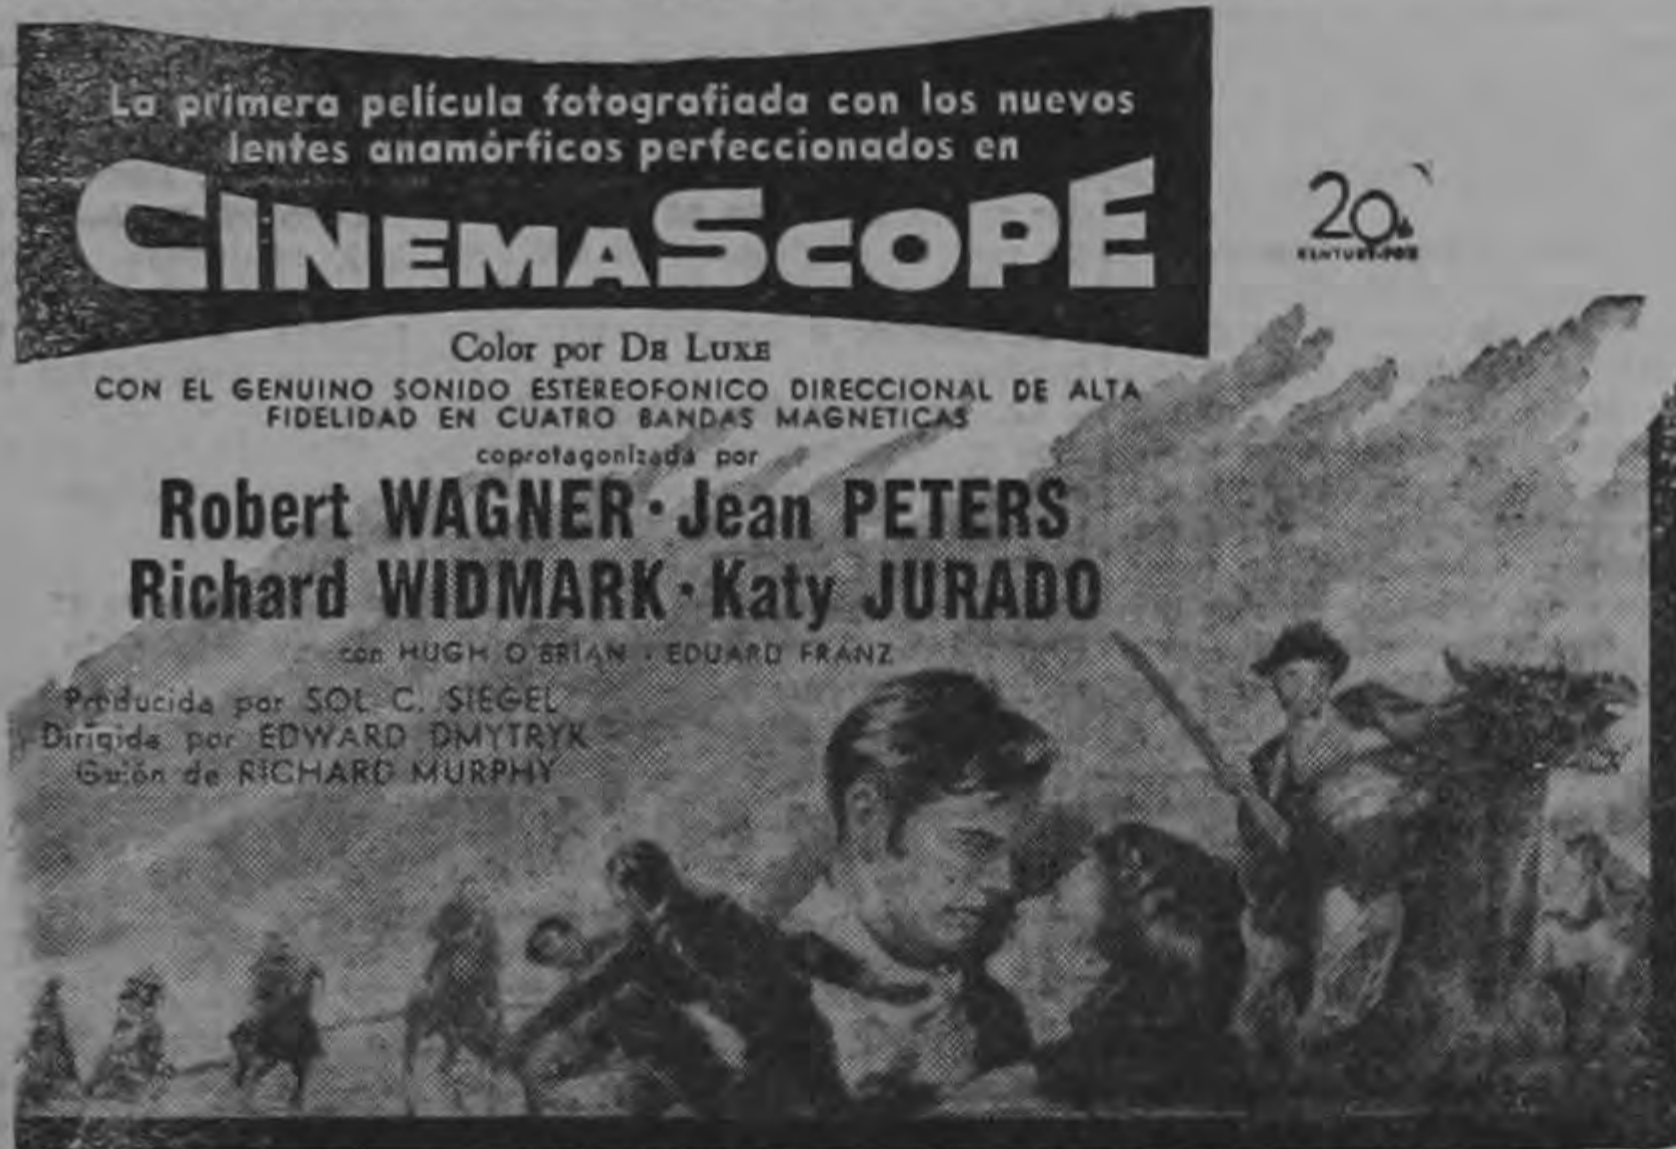 La primera película fotografiada con los nuevos
lentes anamórficos perfeccionados en
CINEMASCOPE
20th
CENTURY-FOX
Color por DE LUXE
CON EL GENUINO SONIDO ESTEREOFONICO DIRECCIONAL DE ALTA
FIDELIDAD EN CUATRO BANDAS MAGNETICAS
coprotagonizada por
Robert WAGNER · Jean PETERS
Richard WIDMARK · Katy JURADO
con HUGH O'BRIAN · EDUARD FRANZ
Producida por SOL C. SIEGEL
Dirigida por EDWARD DMYTRYK
Guión de RICHARD MURPHY